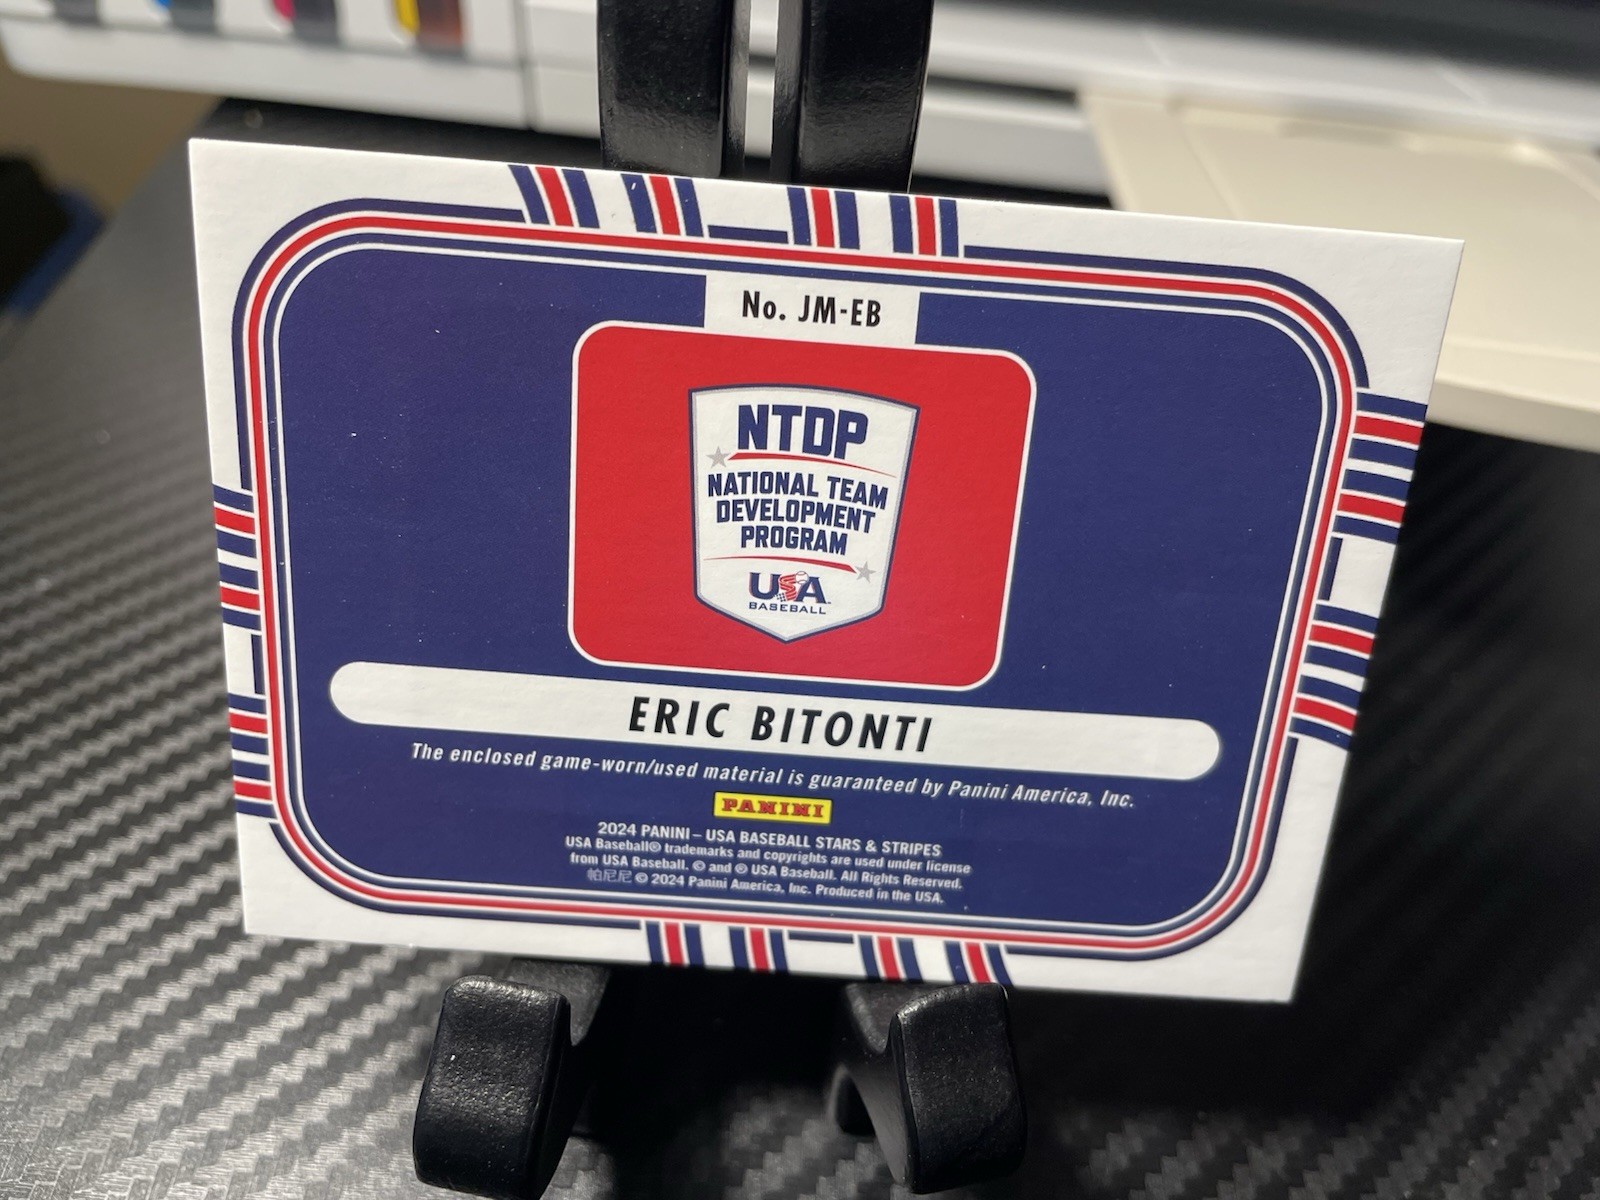 No. JM-EB
NTDP
NATIONAL TEAM
DEVELOPMENT
PROGRAM
USA
BASEBALL
ERIC BITONTI
The enclosed game-worn/used material is guaranteed by Panini America, Inc.
PANINI
2024 PANINI – USA BASEBALL STARS & STRIPES
USA Baseball® trademarks and copyrights are used under license
from USA Baseball. © and ® USA Baseball. All Rights Reserved.
帕尼尼 © 2024 Panini America, Inc. Produced in the USA.